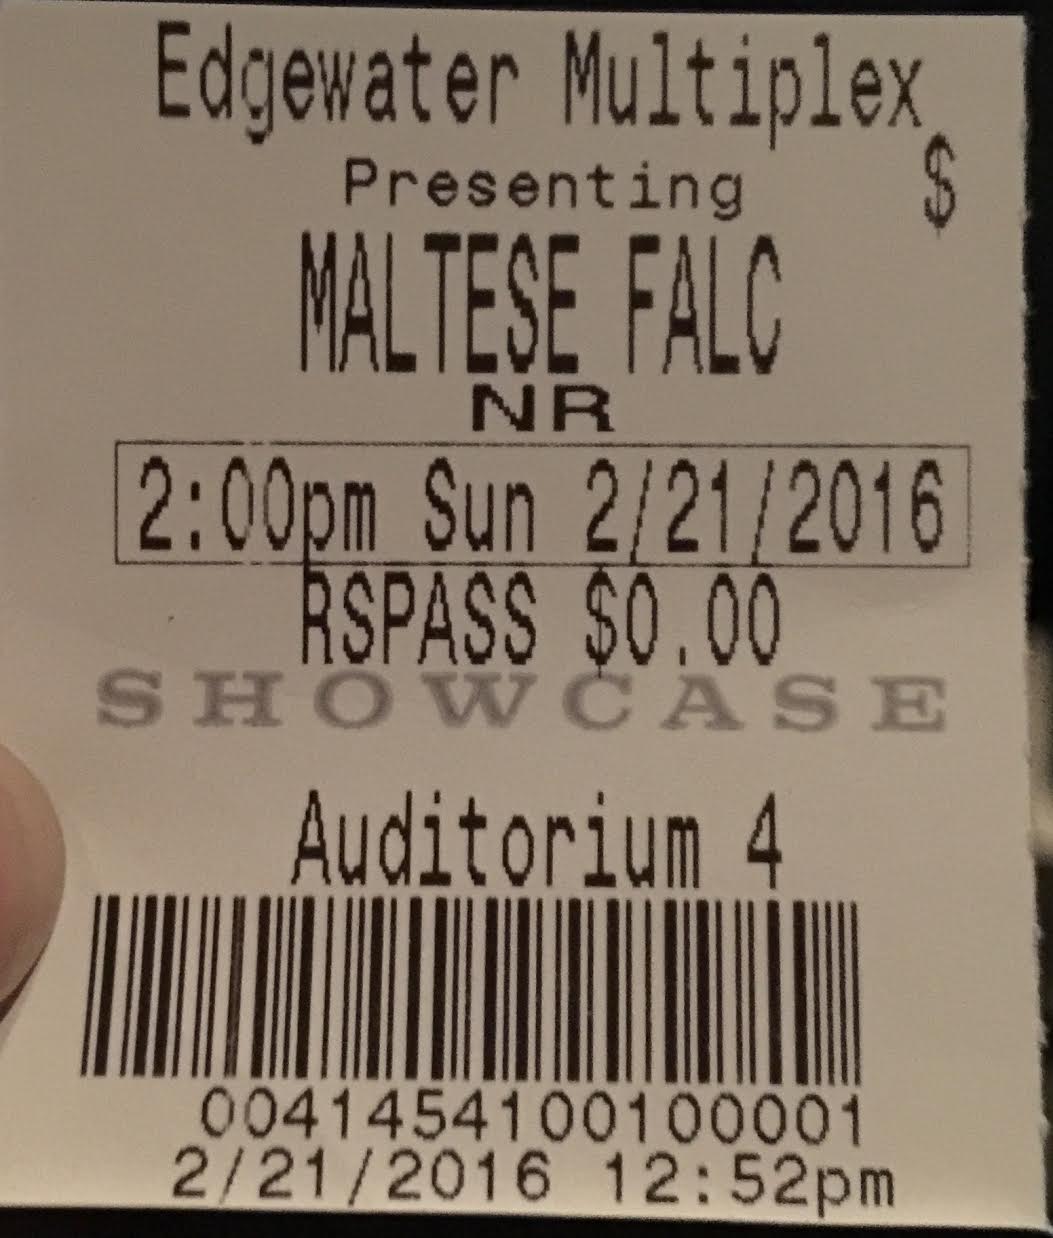 Edgewater Multiplex
$
Presenting
MALTESE FALC
NR
2:00pm Sun 2/21/2016
RSPASS $0.00
SHOWCASE
Auditorium 4
0041454100100001
2/21/2016 12:52pm